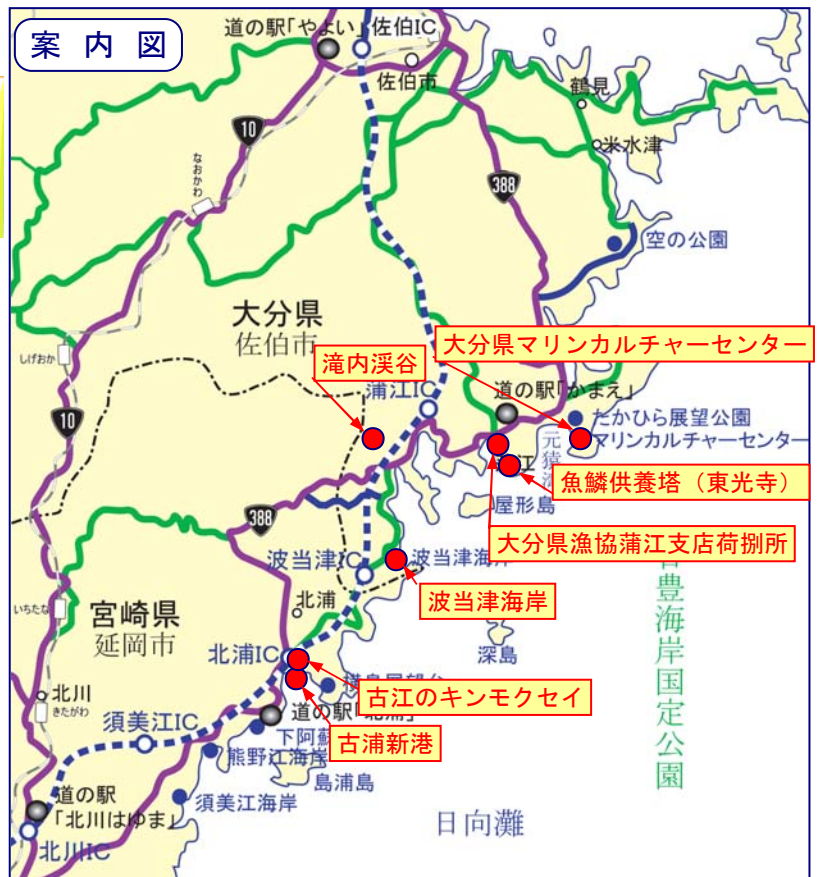 案内図
道の駅「やよい」
佐伯IC
佐伯市
鶴見
米水津
10
なおかわ
388
空の公園
大分県
佐伯市
大分県マリンカルチャーセンター
滝内渓谷
しげおか
蒲江IC
道の駅「かまえ」
たかひら展望公園
マリンカルチャーセンター
10
江
魚鱗供養塔（東光寺）
屋形島
388
大分県漁協蒲江支店荷捌所
波当津IC
波当津海岸
波当津海岸
いちたな
北浦
宮崎県
延岡市
豊海岸国定公園
北浦IC
深島
古江のキンモクセイ
北川
きたがわ
道の駅「北浦」
須美江IC
古浦新港
下阿蘇
熊野江海岸
島浦島
道の駅
「北川はゆま」
須美江海岸
日向灘
北川IC